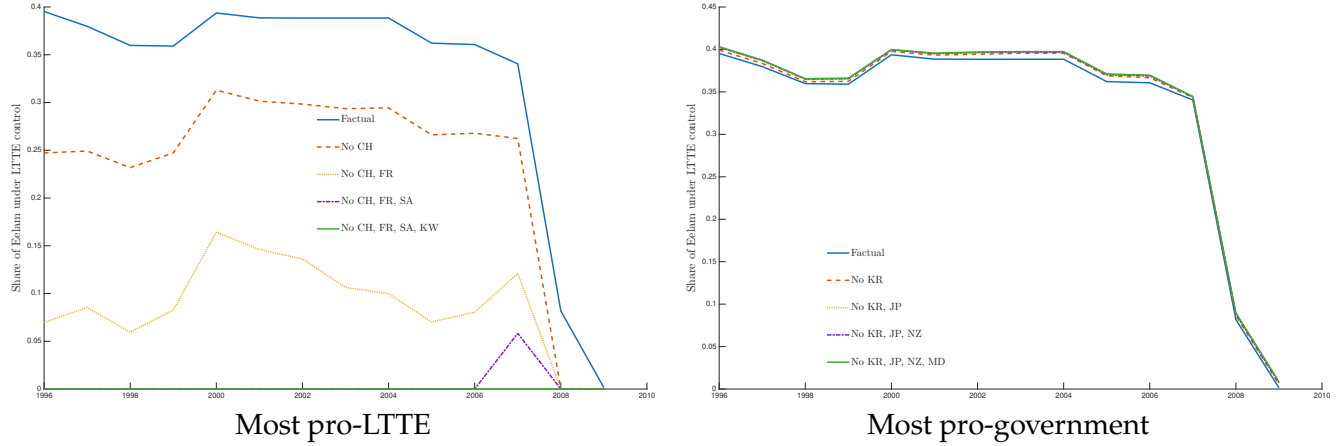 0.4
0.35
0.3
0.25
0.2
0.15
0.1
0.05
0
Share of Eelam under LTTE control
Factual
No CH
No CH, FR
No CH, FR, SA
No CH, FR, SA, KW
1996
1998
2000
2002
2004
2006
2008
2010
Most pro-LTTE
0.45
0.4
0.35
0.3
0.25
0.2
0.15
0.1
0.05
0
Share of Eelam under LTTE control
Factual
No KR
No KR, JP
No KR, JP, NZ
No KR, JP, NZ, MD
1996
1998
2000
2002
2004
2006
2008
2010
Most pro-government